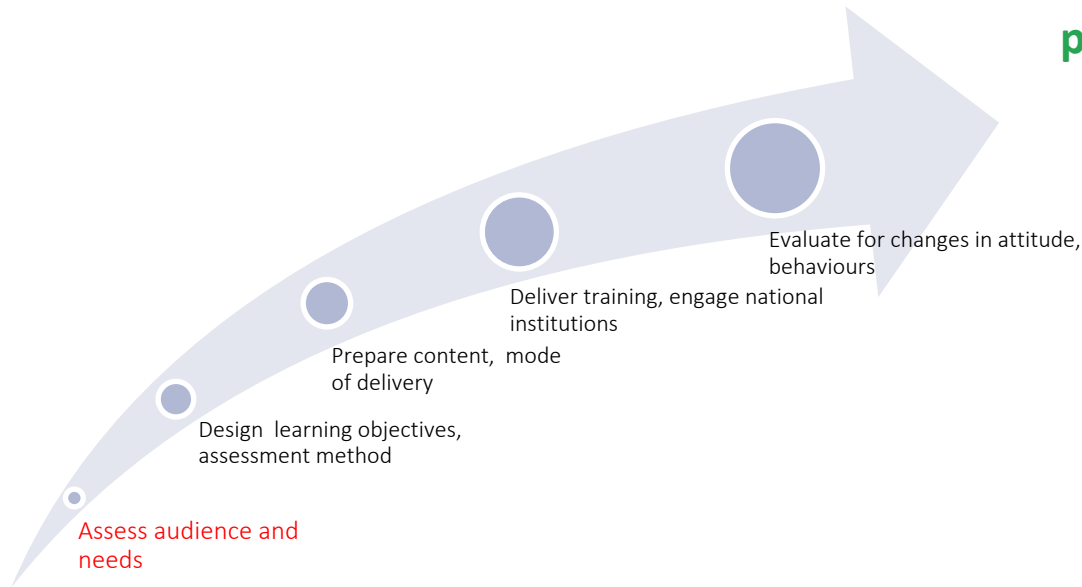 p
Evaluate for changes in attitude,
behaviours
Deliver training, engage national
institutions
Prepare content, mode
of delivery
Design learning objectives,
assessment method
Assess audience and
needs